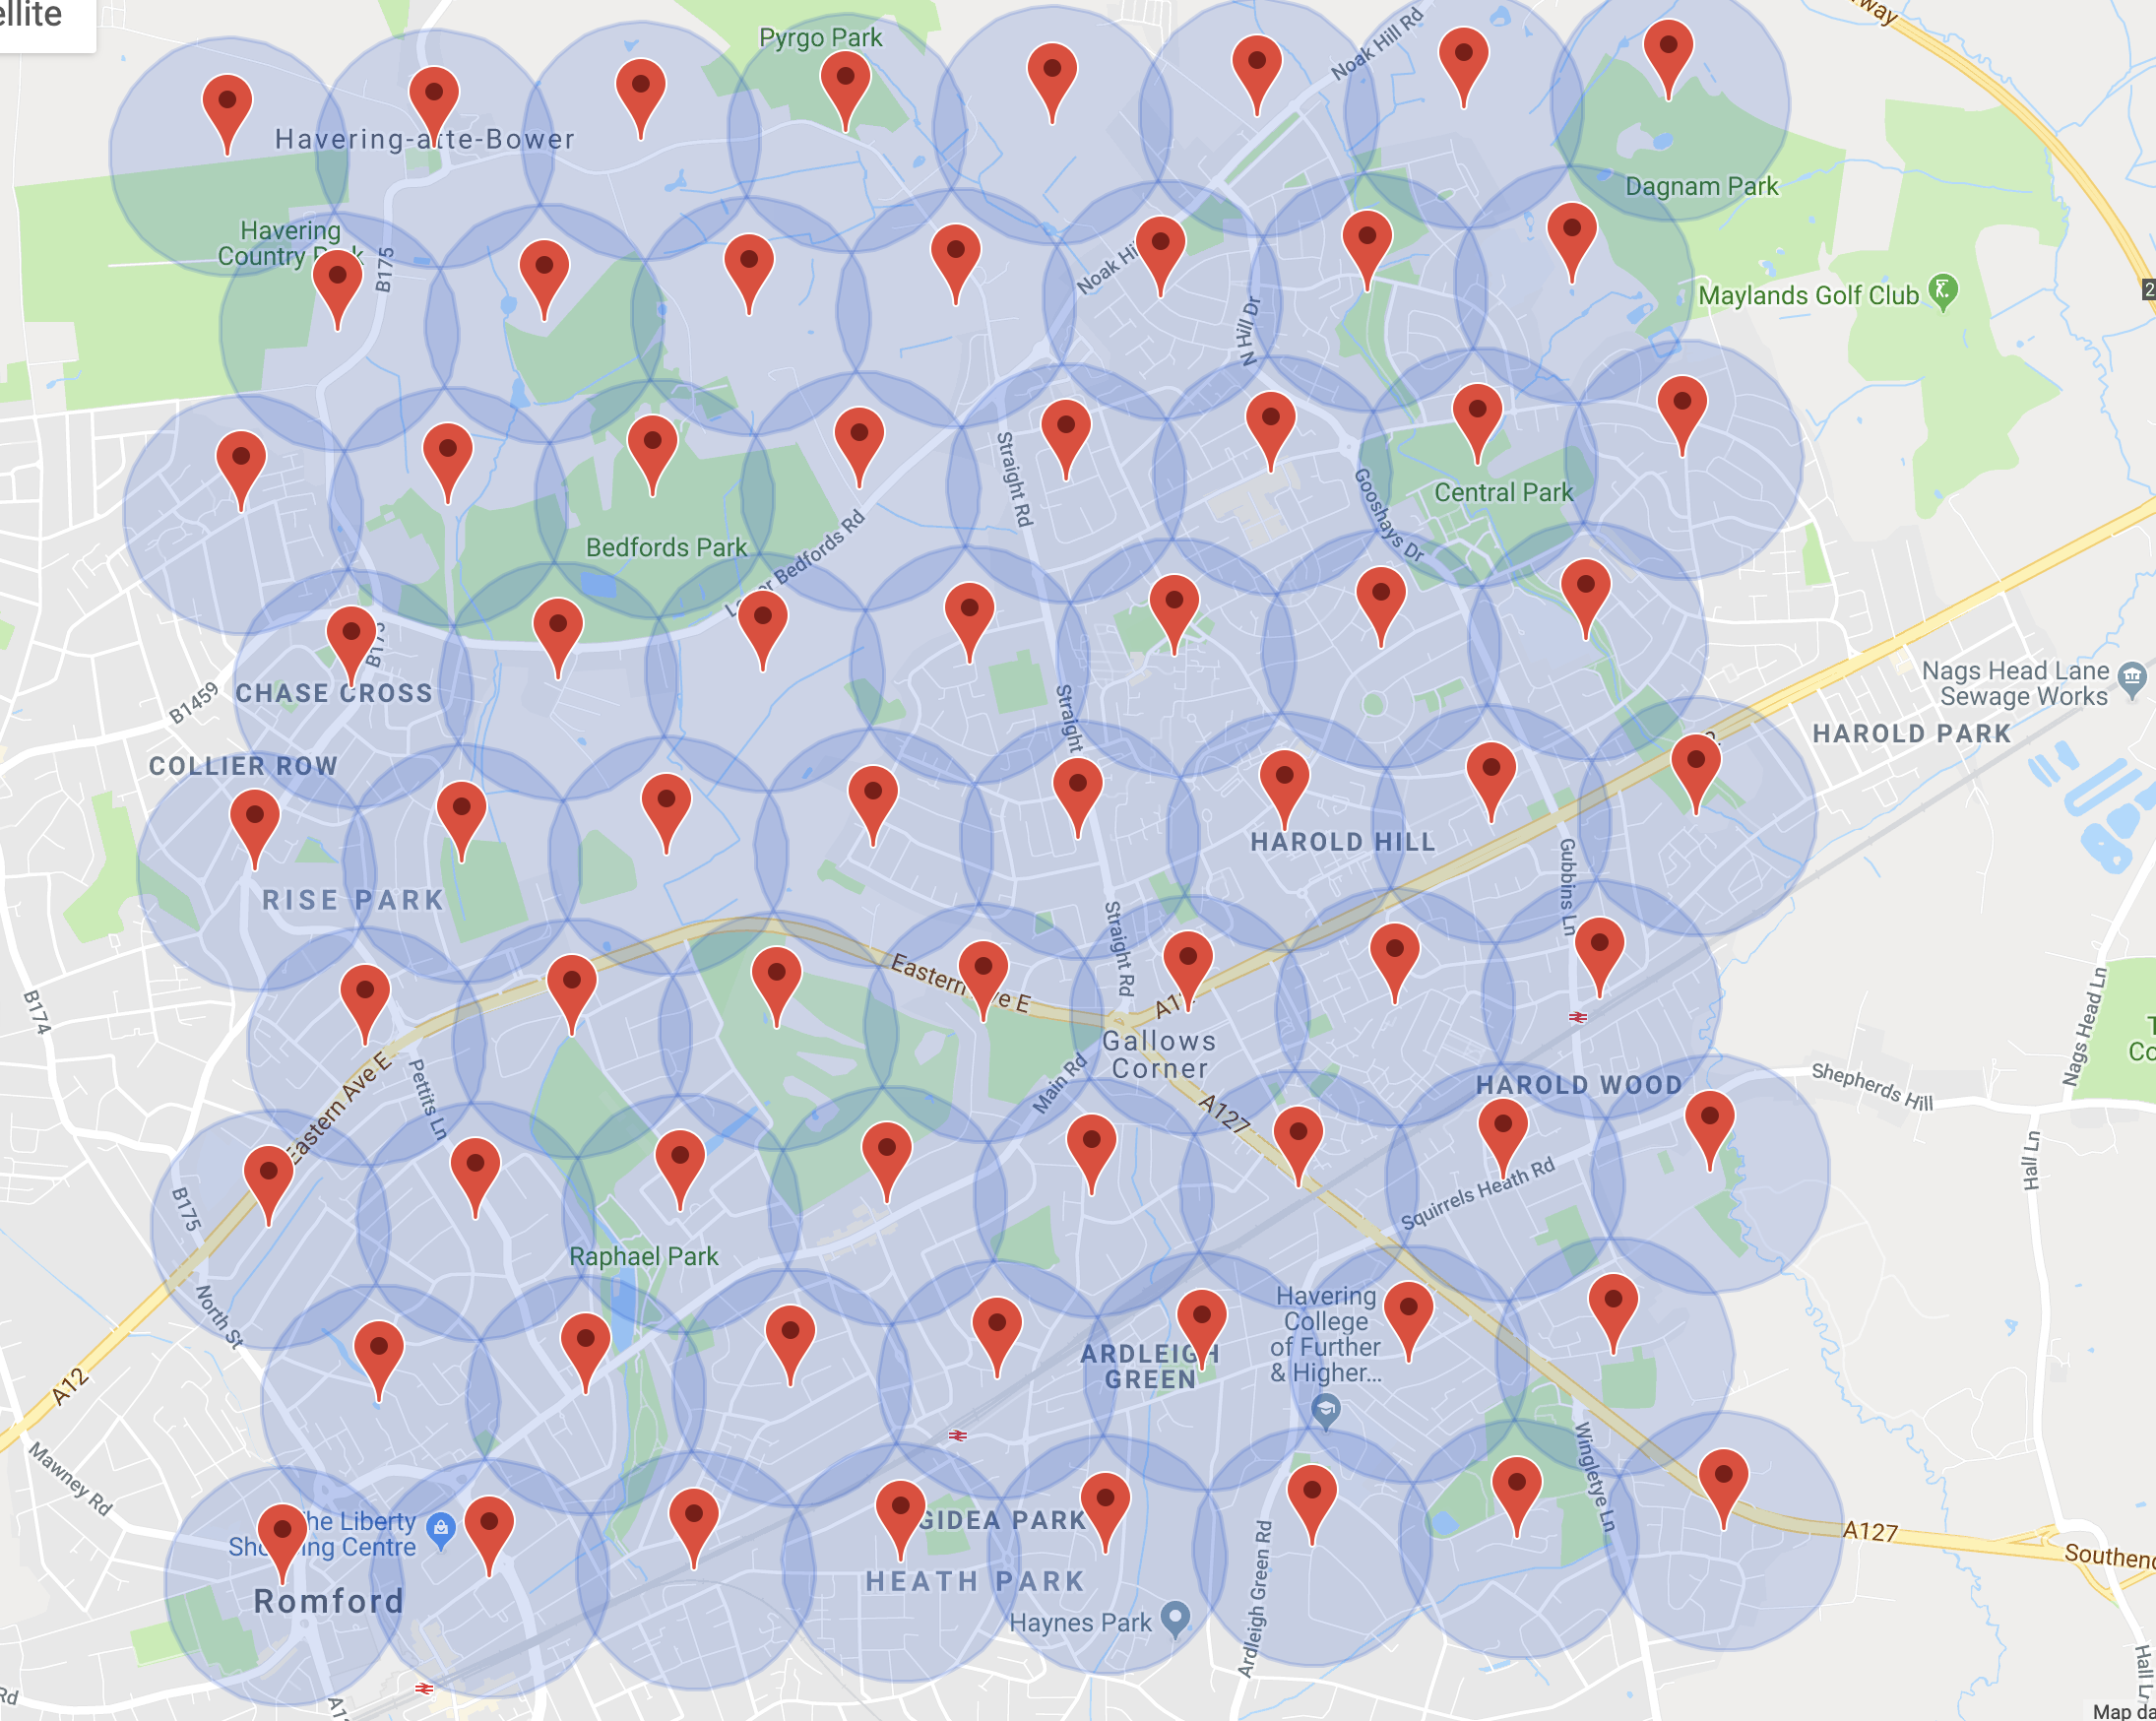 ellite
Pyrgo Park
Noak Hill Rd
Havering-atte-Bower
Dagnam Park
Havering
Country
B175
Noak
N Hill Dr
Maylands Golf Club
2
Straight Rd
Central Park
Gooshays Dr
Bedfords Park
Bedfords Rd
B175
CHASE CROSS
B1459
Straight
Nags Head Lane
Sewage Works
HAROLD PARK
COLLIER ROW
HAROLD HILL
Gubbins Ln
RISE PARK
Straight Rd
Eastern Ave E
B174
Gallows
Corner
Nags Head Ln
Pettits Ln
Eastern Ave E
Main Rd
A127
HAROLD WOOD
Shepherds Hill
Hall Ln
B175
Squirrels Heath Rd
Raphael Park
North St
Havering
College
of Further
& Higher...
ARDLEIGH
GREEN
A12
Mawney Rd
Wingletye Ln
The Liberty
Shopping Centre
GIDEA PARK
A127
Southend
Romford
HEATH PARK
Ardleigh Green Rd
Haynes Park
Rd
Hall Ln
Map da